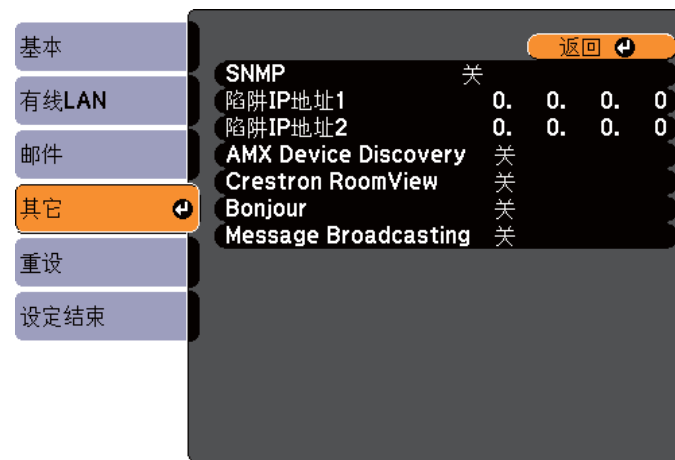 基本
有线LAN
邮件
其它
重设
设定结束
返回
SNMP 关
陷阱IP地址1 0. 0. 0. 0
陷阱IP地址2 0. 0. 0. 0
AMX Device Discovery 关
Crestron RoomView 关
Bonjour 关
Message Broadcasting 关